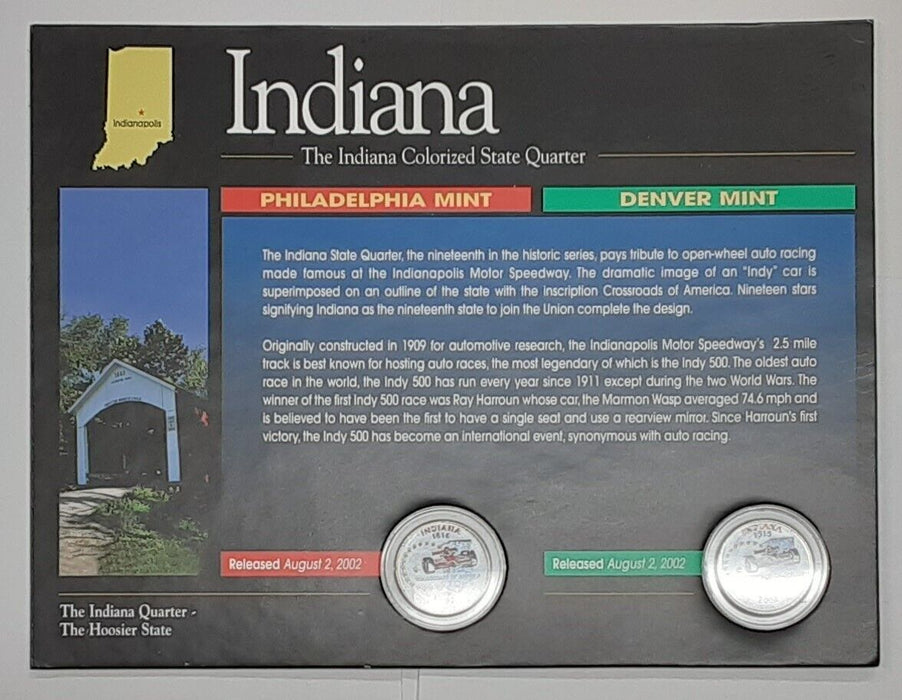 Indianapolis
Indiana
The Indiana Colorized State Quarter
PHILADELPHIA MINT
DENVER MINT
The Indiana State Quarter, the nineteenth in the historic series, pays tribute to open-wheel auto racing
made famous at the Indianapolis Motor Speedway. The dramatic image of an "Indy" car is
superimposed on an outline of the state with the inscription Crossroads of America. Nineteen stars
signifying Indiana as the nineteenth state to join the Union complete the design.
Originally constructed in 1909 for automotive research, the Indianapolis Motor Speedway's 2.5 mile
track is best known for hosting auto races, the most legendary of which is the Indy 500. The oldest auto
race in the world, the Indy 500 has run every year since 1911 except during the two World Wars. The
winner of the first Indy 500 race was Ray Harroun whose car, the Marmon Wasp averaged 74.6 mph and
is believed to have been the first to have a single seat and use a rearview mirror. Since Harroun's first
victory, the Indy 500 has become an international event, synonymous with auto racing.
Released August 2, 2002
INDIANA
1816
Released August 2, 2002
INDIANA
The Indiana Quarter -
The Hoosier State